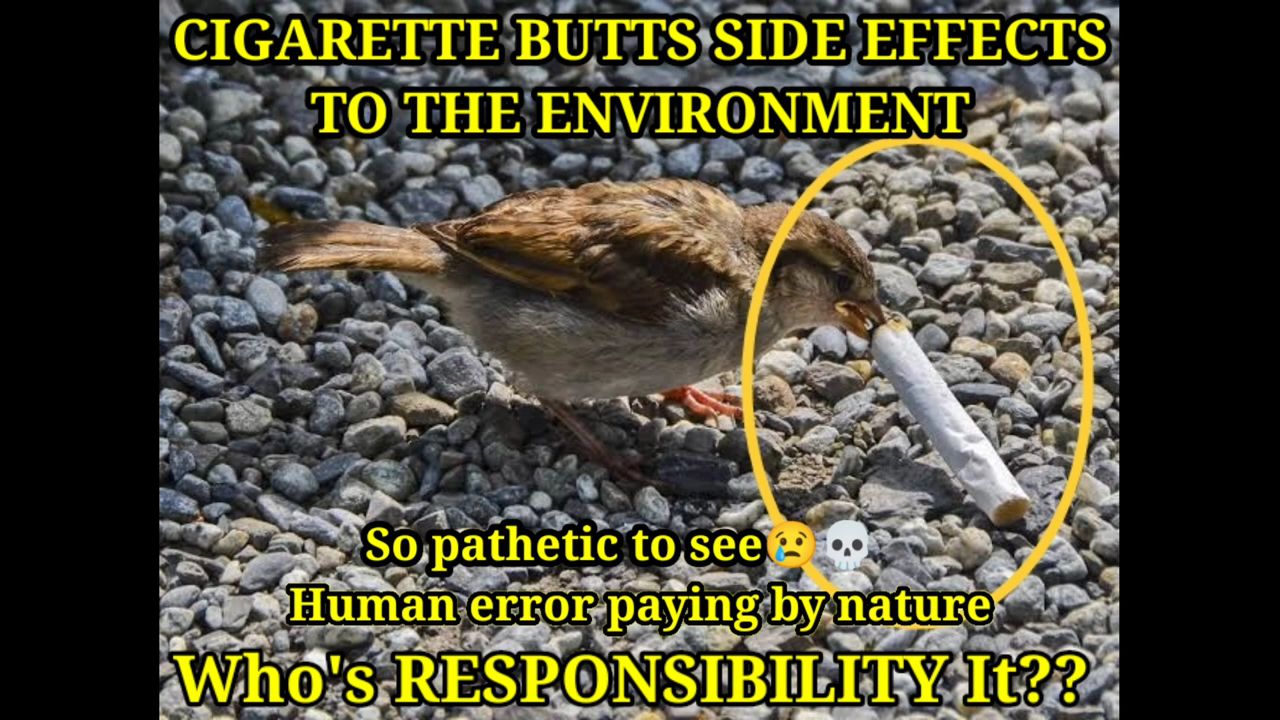 CIGARETTE BUTTS SIDE EFFECTS
TO THE ENVIRONMENT
So pathetic to see😢💀
Human error paying by nature
Who's RESPONSIBILITY It??